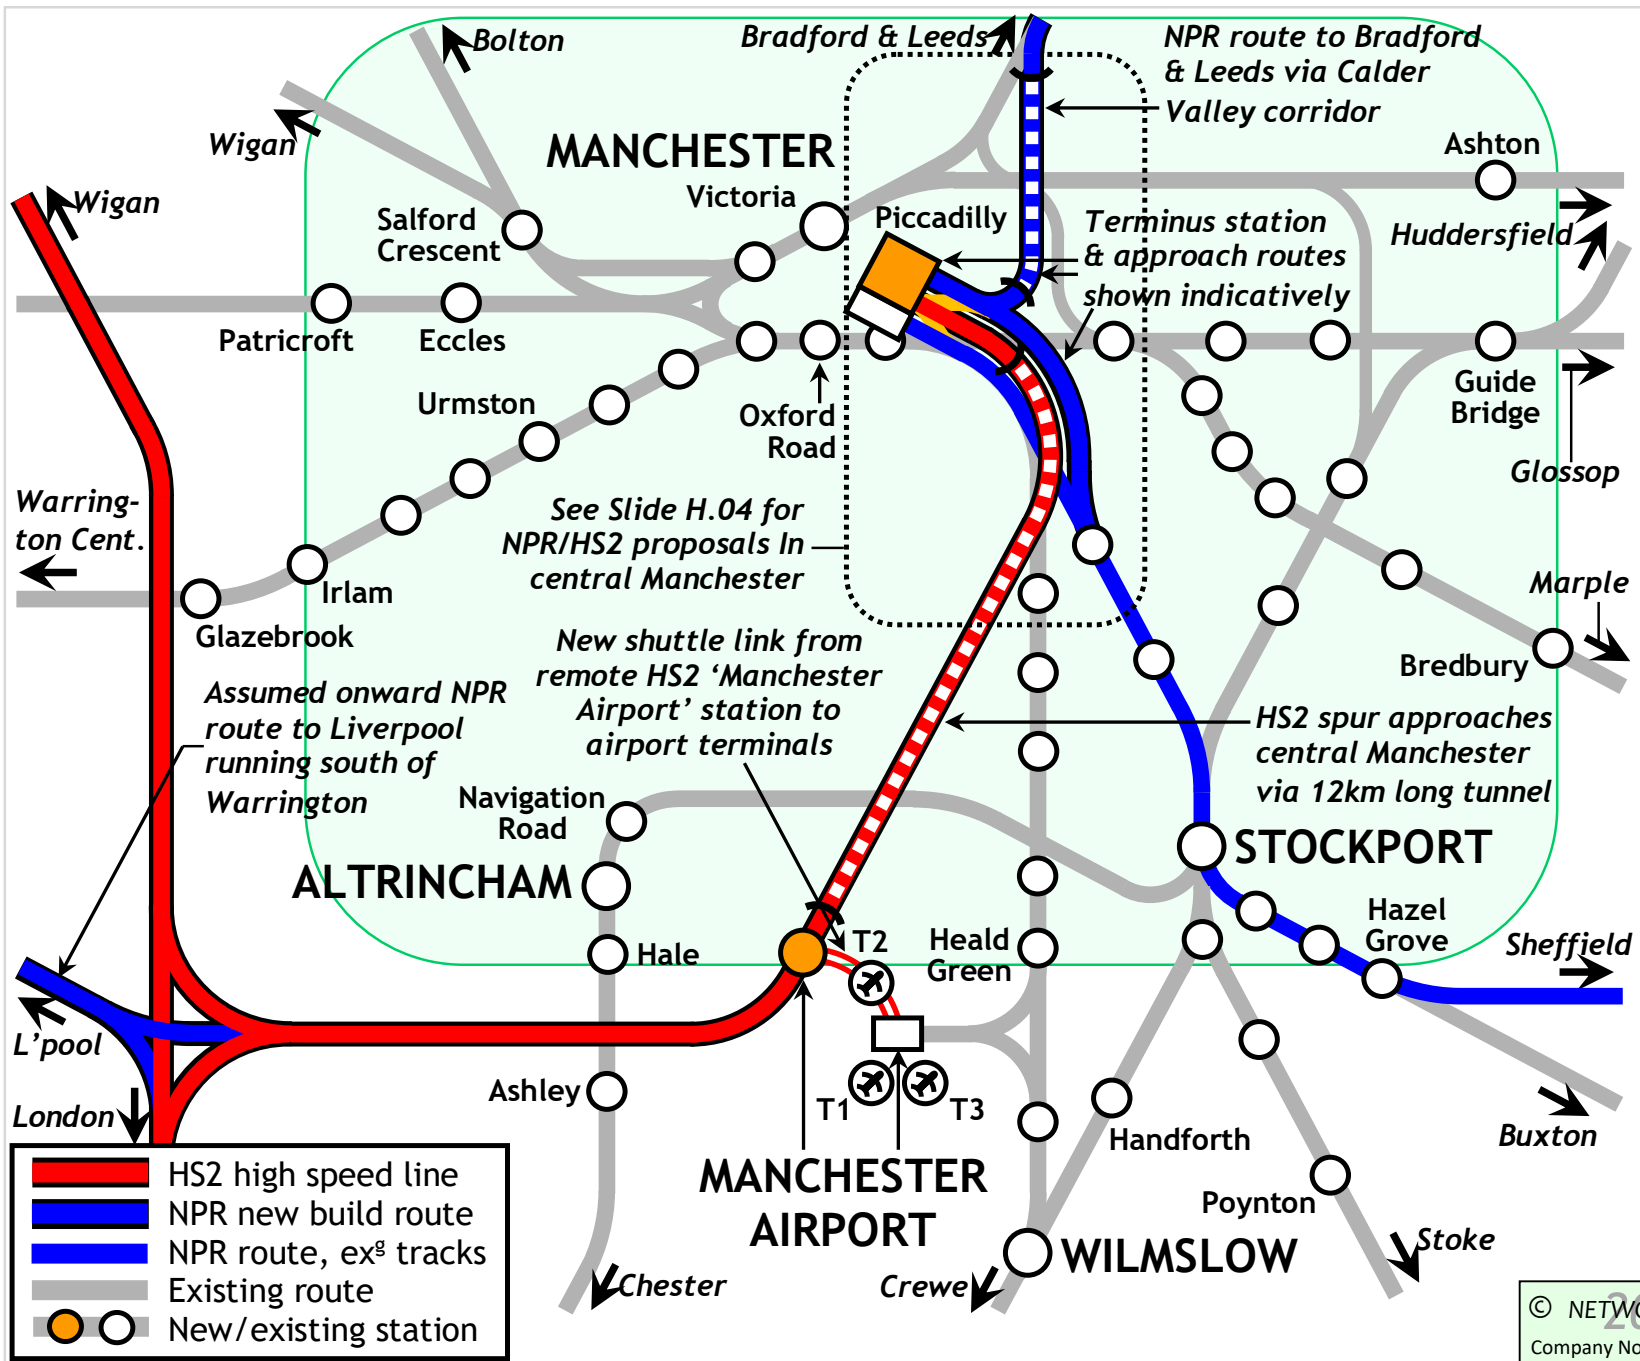 Bolton
Bradford & Leeds
NPR route to Bradford
& Leeds via Calder
Valley corridor
Wigan
MANCHESTER
Ashton
Wigan
Victoria
Salford
Crescent
Piccadilly
Terminus station
& approach routes
shown indicatively
Huddersfield
Patricroft
Eccles
Urmston
Oxford
Road
Guide
Bridge
Glossop
Warring-
ton Cent.
See Slide H.04 for
NPR/HS2 proposals In
central Manchester
Irlam
Glazebrook
Marple
Bredbury
New shuttle link from
remote HS2 ‘Manchester
Airport’ station to
airport terminals
Assumed onward NPR
route to Liverpool
running south of
Warrington
HS2 spur approaches
central Manchester
via 12km long tunnel
Navigation
Road
ALTRINCHAM
STOCKPORT
Hale
T2
Heald
Green
Hazel
Grove
Sheffield
L’pool
Ashley
T1
T3
London
Handforth
Buxton
MANCHESTER
AIRPORT
Poynton
WILMSLOW
Stoke
Chester
Crewe
HS2 high speed line
NPR new build route
NPR route, exᵍ tracks
Existing route
New/existing station
© NETWO
Company No